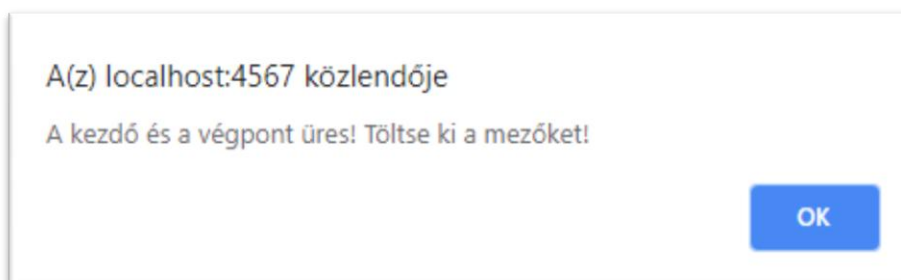 A(z) localhost:4567 közlendője
A kezdő és a végpont üres! Töltse ki a mezőket!
OK